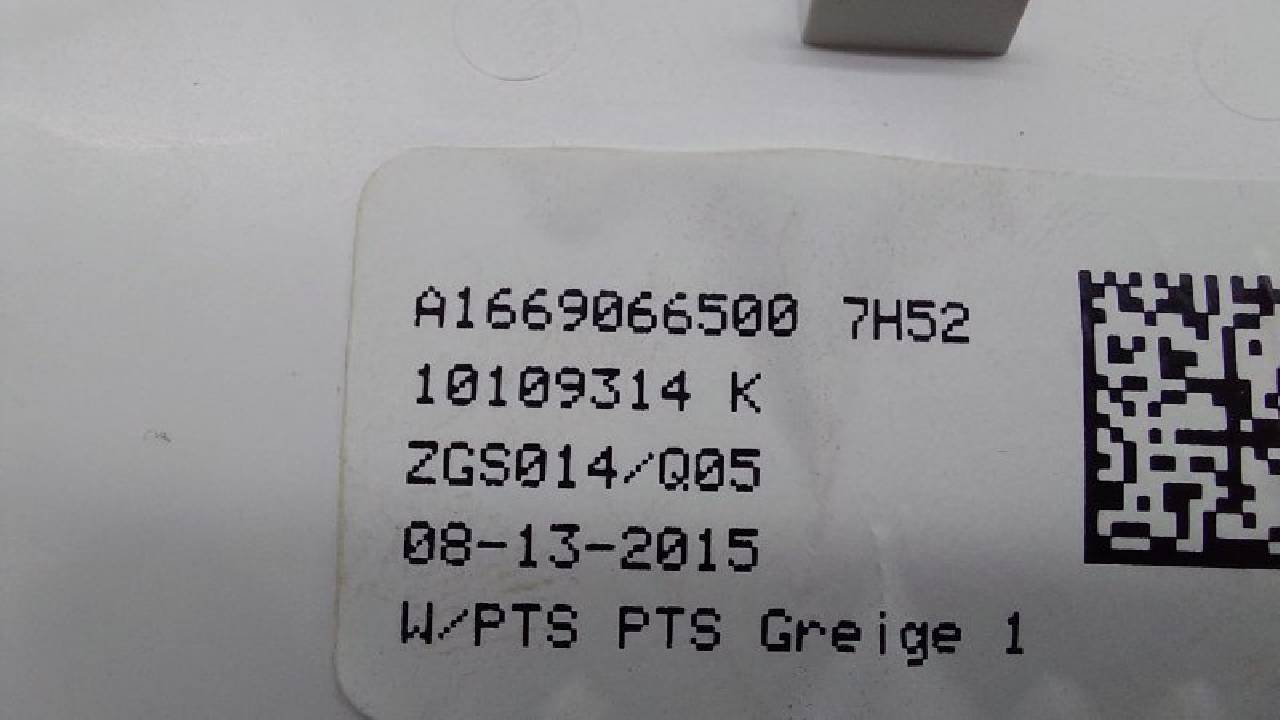 A1669066500 7H52
10109314 K
ZGS014/Q05
08-13-2015
W/PTS PTS Greige 1